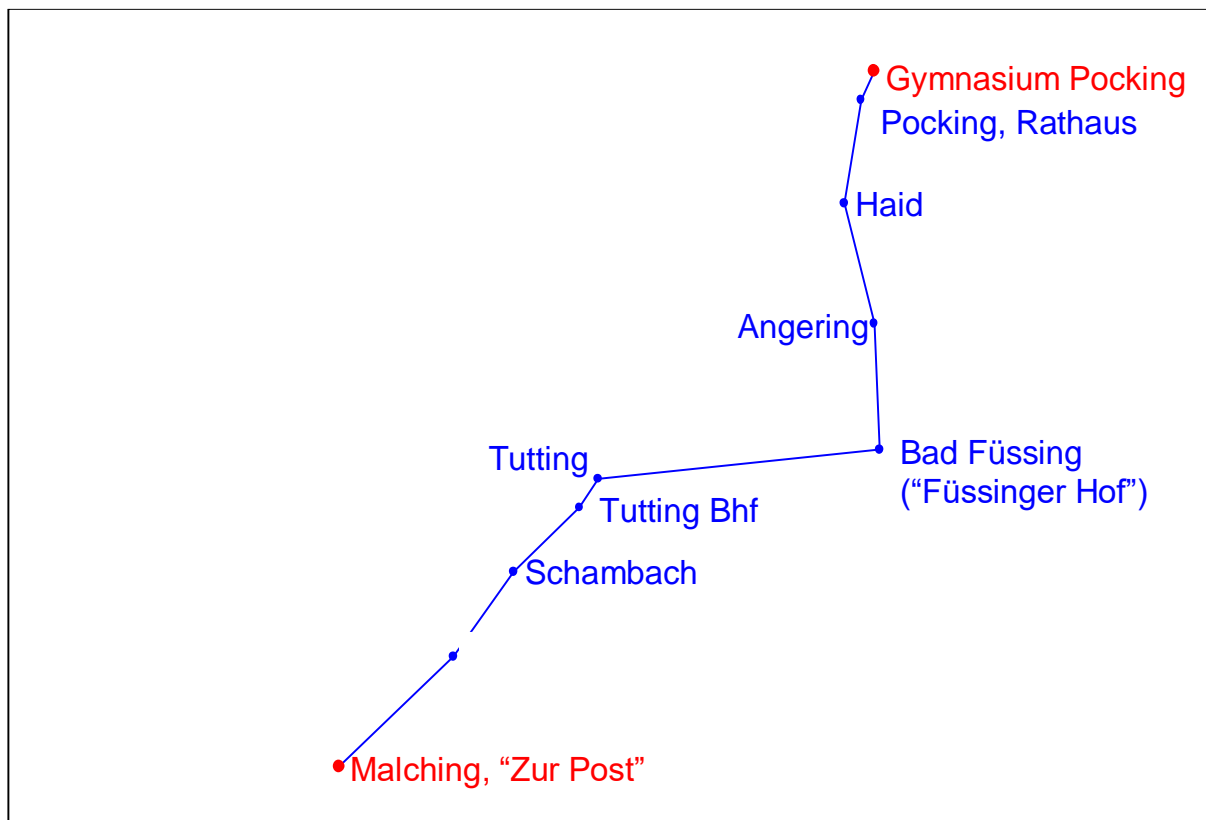 Gymnasium Pocking
Pocking, Rathaus
Haid
Angering
Tutting
Bad Füssing
(“Füssinger Hof”)
Tutting Bhf
Schambach
Malching, “Zur Post”